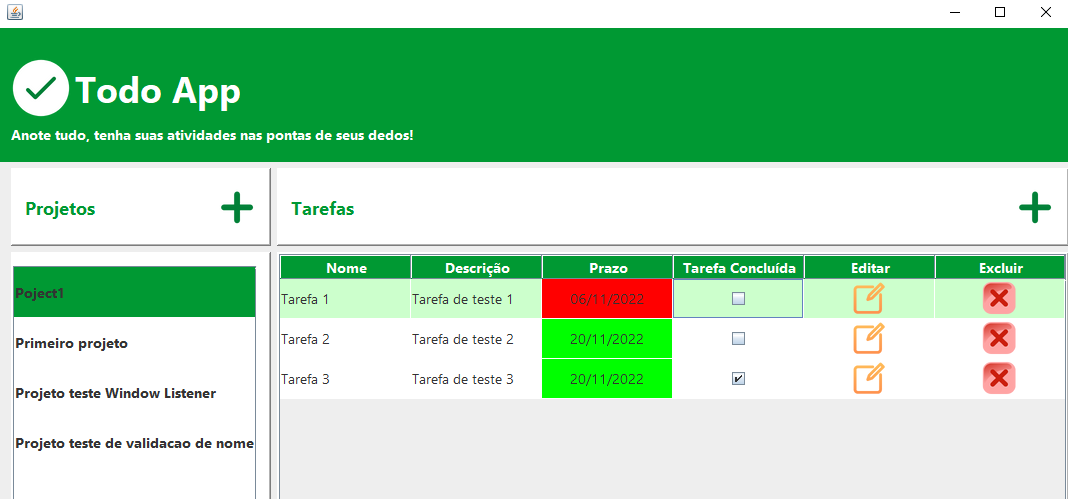 Todo App
Anote tudo, tenha suas atividades nas pontas de seus dedos!
Projetos
Tarefas
Poject1
Primeiro projeto
Projeto teste Window Listener
Projeto teste de validacao de nome
Nome Descrição Prazo Tarefa Concluída Editar Excluir
Tarefa 1 Tarefa de teste 1 06/11/2022
Tarefa 2 Tarefa de teste 2 20/11/2022
Tarefa 3 Tarefa de teste 3 20/11/2022